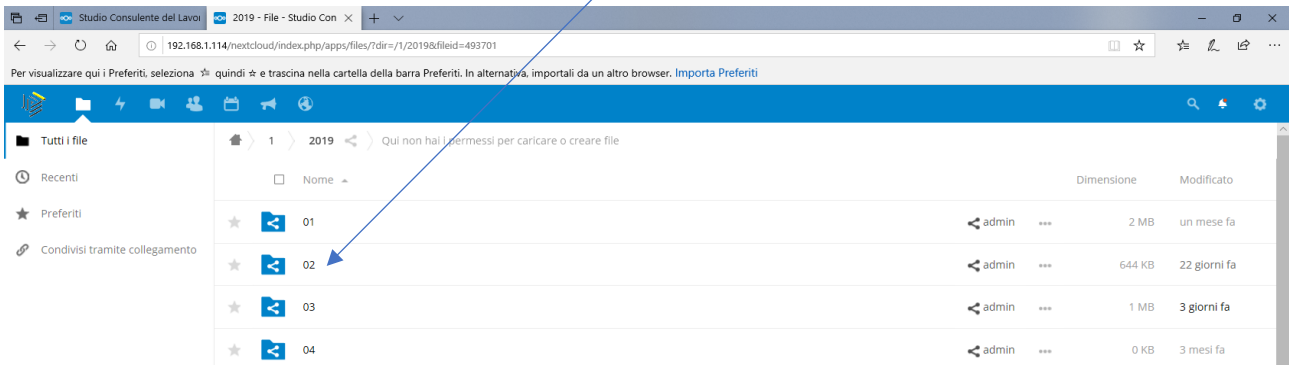 Studio Consulente del Lavor
2019 - File - Studio Con
192.168.1.114/nextcloud/index.php/apps/files/?dir=/1/2019&fileid=493701
Per visualizzare qui i Preferiti, seleziona quindi e trascina nella cartella della barra Preferiti. In alternativa, importali da un altro browser. Importa Preferiti
Tutti i file
1
2019
Qui non hai i permessi per caricare o creare file
Recenti
Nome
Dimensione
Modificato
Preferiti
01
admin
2 MB
un mese fa
Condivisi tramite collegamento
02
admin
644 KB
22 giorni fa
03
admin
1 MB
3 giorni fa
04
admin
0 KB
3 mesi fa